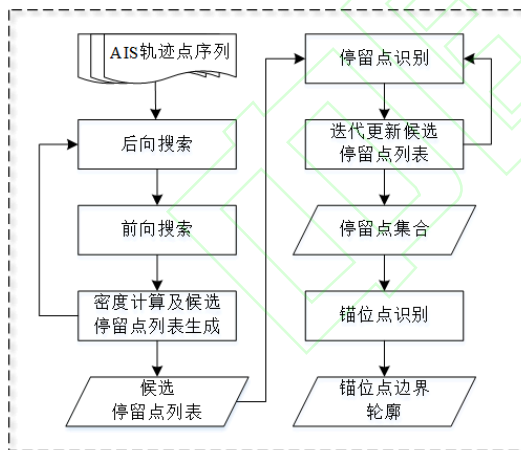 AIS轨迹点序列
后向搜索
前向搜索
密度计算及候选
停留点列表生成
候选
停留点列表
停留点识别
迭代更新候选
停留点列表
停留点集合
锚位点识别
锚位点边界
轮廓